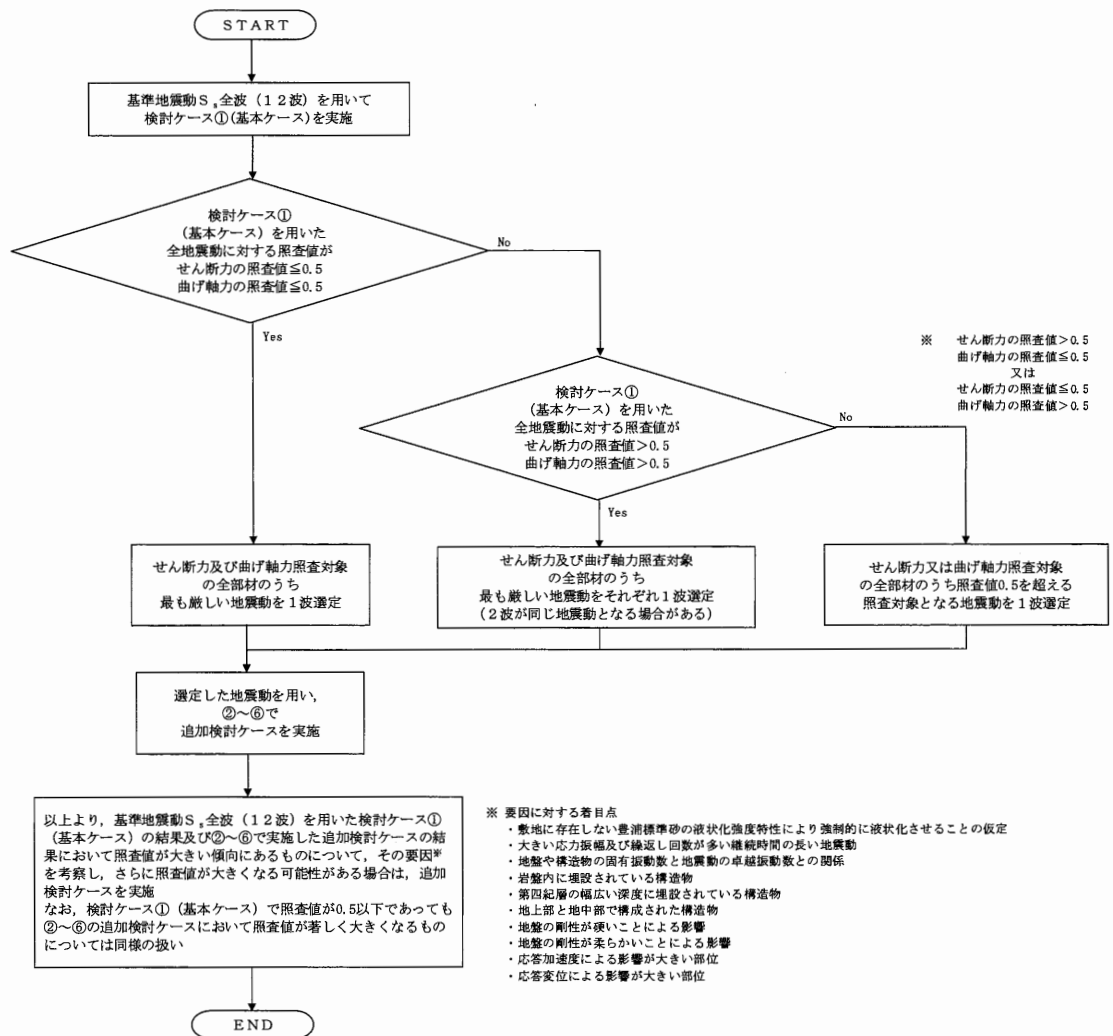 START
基準地震動Ｓs全波（１２波）を用いて
検討ケース①(基本ケース)を実施
検討ケース①
(基本ケース）を用いた
全地震動に対する照査値が
せん断力の照査値≦0.5
曲げ軸力の照査値≦0.5
No
Yes
※ せん断力の照査値＞0.5
曲げ軸力の照査値≦0.5
又は
せん断力の照査値≦0.5
曲げ軸力の照査値＞0.5
検討ケース①
(基本ケース）を用いた
全地震動に対する照査値が
せん断力の照査値＞0.5
曲げ軸力の照査値＞0.5
No
Yes
せん断力及び曲げ軸力照査対象
の全部材のうち
最も厳しい地震動を１波選定
せん断力及び曲げ軸力照査対象
の全部材のうち
最も厳しい地震動をそれぞれ１波選定
（２波が同じ地震動となる場合がある）
せん断力又は曲げ軸力照査対象
の全部材のうち照査値0.5を超える
照査対象となる地震動を１波選定
選定した地震動を用い，
②～⑥で
追加検討ケースを実施
以上より，基準地震動Ｓs全波（１２波）を用いた検討ケース①
（基本ケース）の結果及び②～⑥で実施した追加検討ケースの結
果において照査値が大きい傾向にあるものについて，その要因※
を考察し，さらに照査値が大きくなる可能性がある場合は，追加
検討ケースを実施
なお，検討ケース①（基本ケース）で照査値が0.5以下であっても
②～⑥の追加検討ケースにおいて照査値が著しく大きくなるもの
については同様の扱い
※ 要因に対する着目点
・敷地に存在しない豊浦標準砂の液状化強度特性により強制的に液状化させることの仮定
・大きい応力振幅及び繰返し回数が多い継続時間の長い地震動
・地盤や構造物の固有振動数と地震動の卓越振動数との関係
・岩盤内に埋設されている構造物
・第四紀層の幅広い深度に埋設されている構造物
・地上部と地中部で構成された構造物
・地盤の剛性が硬いことによる影響
・地盤の剛性が柔らかいことによる影響
・応答加速度による影響が大きい部位
・応答変位による影響が大きい部位
END